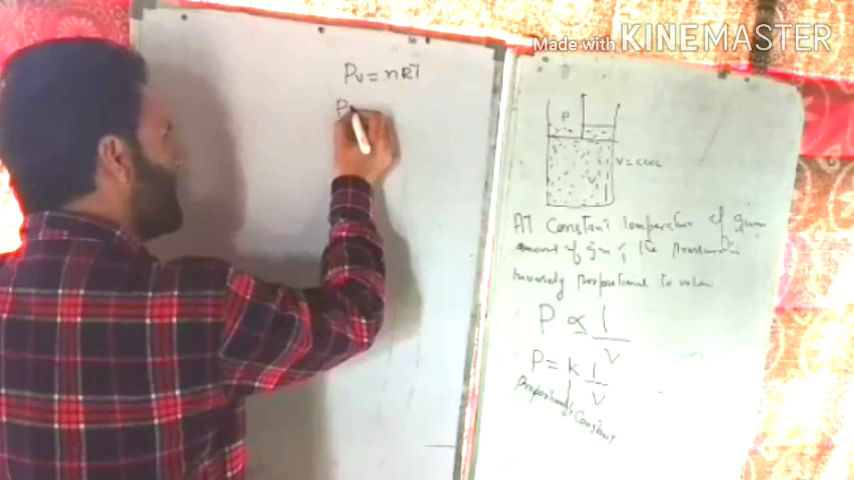 Made with KINEMASTER
PV = nRT
P
P
V
AT Constant temperature of given
amount of gas, the pressure is
inversely proportional to volume
P ∝ 1/V
P = k 1/V
Proportionality Constant